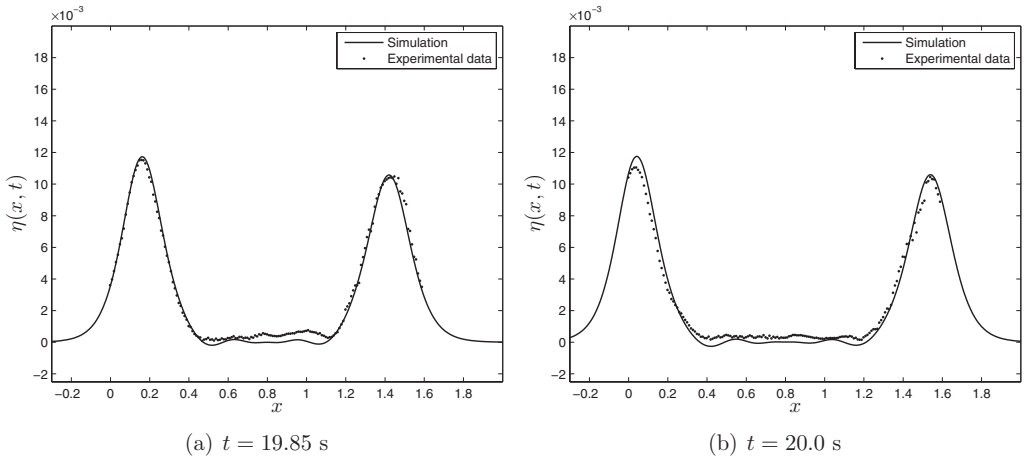 ×10⁻³
18
16
14
12
10
8
6
4
2
0
−2
η(x, t)
Simulation
Experimental data
−0.2 0 0.2 0.4 0.6 0.8 1 1.2 1.4 1.6 1.8
x
(a) t = 19.85 s
×10⁻³
18
16
14
12
10
8
6
4
2
0
−2
η(x, t)
Simulation
Experimental data
−0.2 0 0.2 0.4 0.6 0.8 1 1.2 1.4 1.6 1.8
x
(b) t = 20.0 s